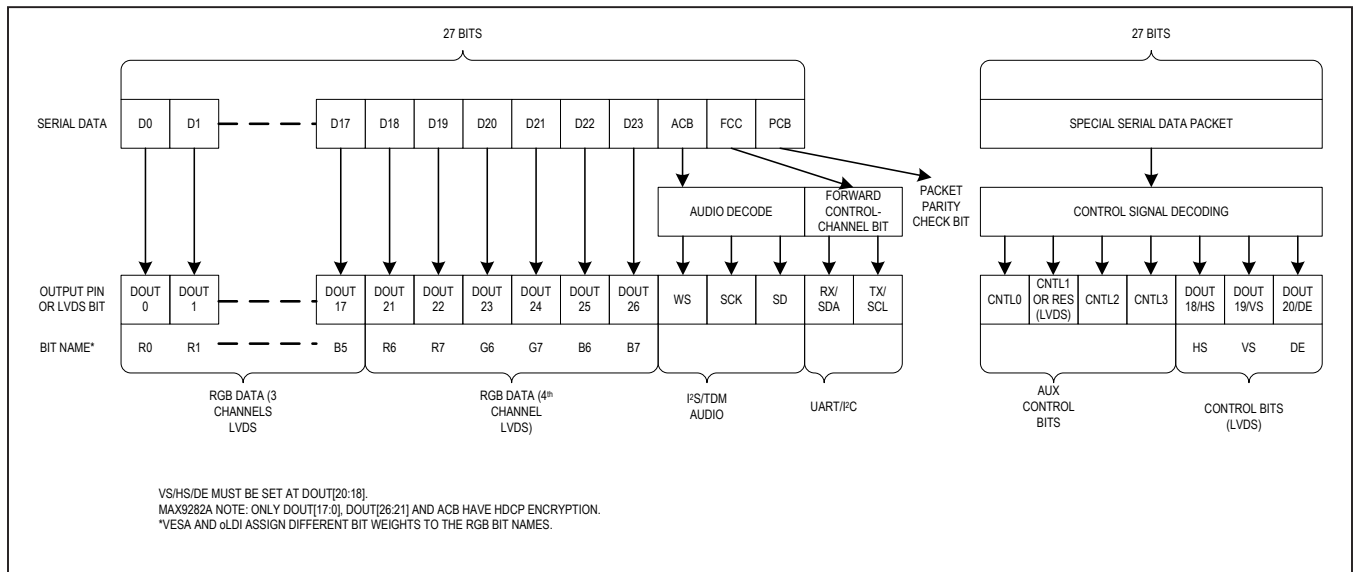 27 BITS
27 BITS
SERIAL DATA D0 D1 D17 D18 D19 D20 D21 D22 D23 ACB FCC PCB
SPECIAL SERIAL DATA PACKET
AUDIO DECODE
FORWARD
CONTROL-
CHANNEL BIT
PACKET
PARITY
CHECK BIT
CONTROL SIGNAL DECODING
OUTPUT PIN
OR LVDS BIT
DOUT
0
DOUT
1
DOUT
17
DOUT
21
DOUT
22
DOUT
23
DOUT
24
DOUT
25
DOUT
26
WS
SCK
SD
RX/
SDA
TX/
SCL
CNTL0
CNTL1
OR RES
(LVDS)
CNTL2
CNTL3
DOUT
18/HS
DOUT
19/VS
DOUT
20/DE
BIT NAME* R0 R1 B5 R6 R7 G6 G7 B6 B7
HS VS DE
RGB DATA (3
CHANNELS
LVDS
RGB DATA (4th
CHANNEL
LVDS)
I²S/TDM
AUDIO
UART/I²C
AUX
CONTROL
BITS
CONTROL BITS
(LVDS)
VS/HS/DE MUST BE SET AT DOUT[20:18].
MAX9282A NOTE: ONLY DOUT[17:0], DOUT[26:21] AND ACB HAVE HDCP ENCRYPTION.
*VESA AND oLDI ASSIGN DIFFERENT BIT WEIGHTS TO THE RGB BIT NAMES.